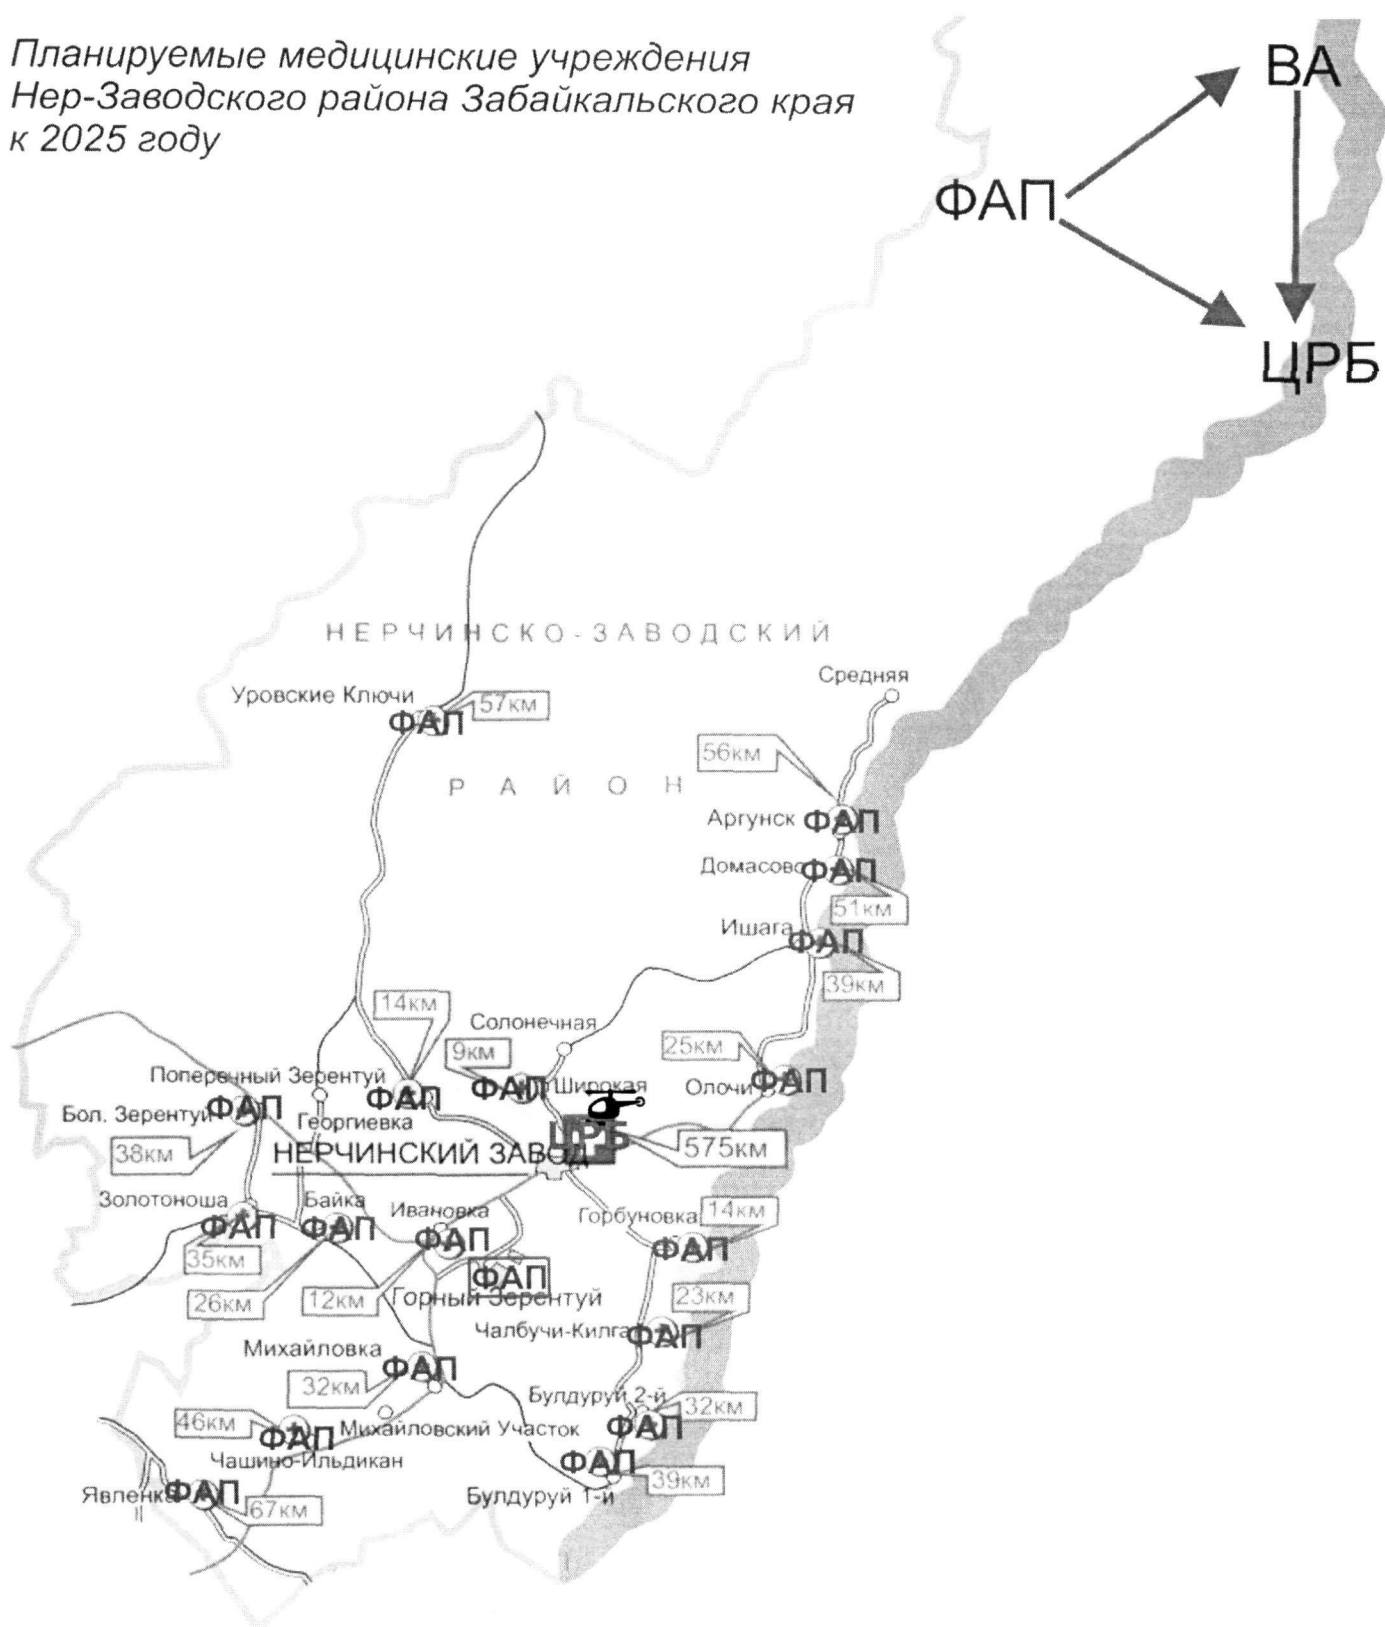 Планируемые медицинские учреждения
Нер-Заводского района Забайкальского края
к 2025 году
ВА
ФАП
ЦРБ
НЕРЧИНСКО-ЗАВОДСКИЙ
Средняя
Уровские Ключи
57км
ФАП
56км
РАЙОН
Аргунск ФАП
Домасово ФАП
51км
Ишага
ФАП
39км
14км
Солонечная
9км
25км
Поперечный Зерентуй
ФАП
ФАП
Широкая
Олочи
ФАП
Бол. Зерентуй
ФАП
Георгиевка
38км
НЕРЧИНСКИЙ ЗАВОД
ЦРБ
575км
Золотоноша
Байка
Ивановка
Горбуновка
14км
ФАП
ФАП
ФАП
ФАП
35км
ФАП
26км
12км
Горный Зерентуй
23км
Чалбучи-Килга
ФАП
Михайловка
ФАП
32км
Булдуруй 2-й
32км
46км
ФАП
Михайловский Участок
ФАП
Чашино-Ильдикан
ФАП
39км
Явленка
ФАП
67км
Булдуруй 1-й